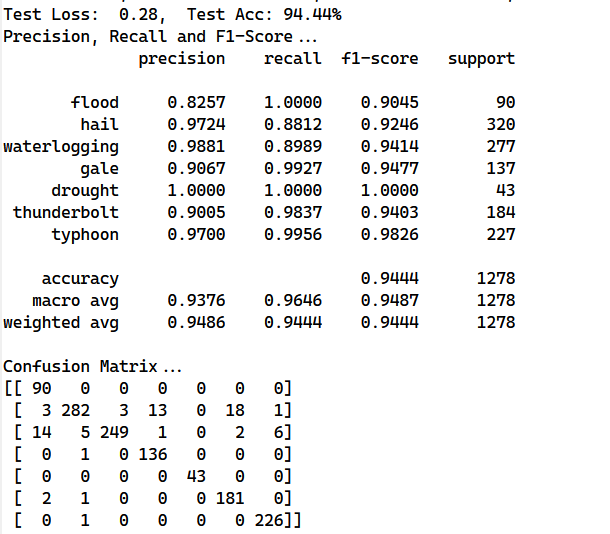 Test Loss:  0.28,  Test Acc: 94.44%
Precision, Recall and F1-Score...
              precision    recall  f1-score   support

       flood     0.8257    1.0000    0.9045        90
        hail     0.9724    0.8812    0.9246       320
waterlogging     0.9881    0.8989    0.9414       277
        gale     0.9067    0.9927    0.9477       137
     drought     1.0000    1.0000    1.0000        43
 thunderbolt     0.9005    0.9837    0.9403       184
     typhoon     0.9700    0.9956    0.9826       227

    accuracy                         0.9444      1278
   macro avg     0.9376    0.9646    0.9487      1278
weighted avg     0.9486    0.9444    0.9444      1278

Confusion Matrix...
[[ 90   0   0   0   0   0   0]
 [  3 282   3  13   0  18   1]
 [ 14   5 249   1   0   2   6]
 [  0   1   0 136   0   0   0]
 [  0   0   0   0  43   0   0]
 [  2   1   0   0   0 181   0]
 [  0   1   0   0   0   0 226]]